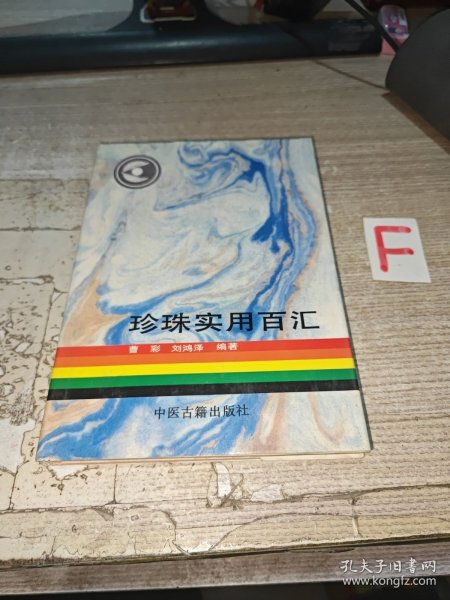 F
珍珠实用百汇
曹 彩 刘鸿泽 编著
中医古籍出版社
孔夫子旧书网
www.kongfz.com